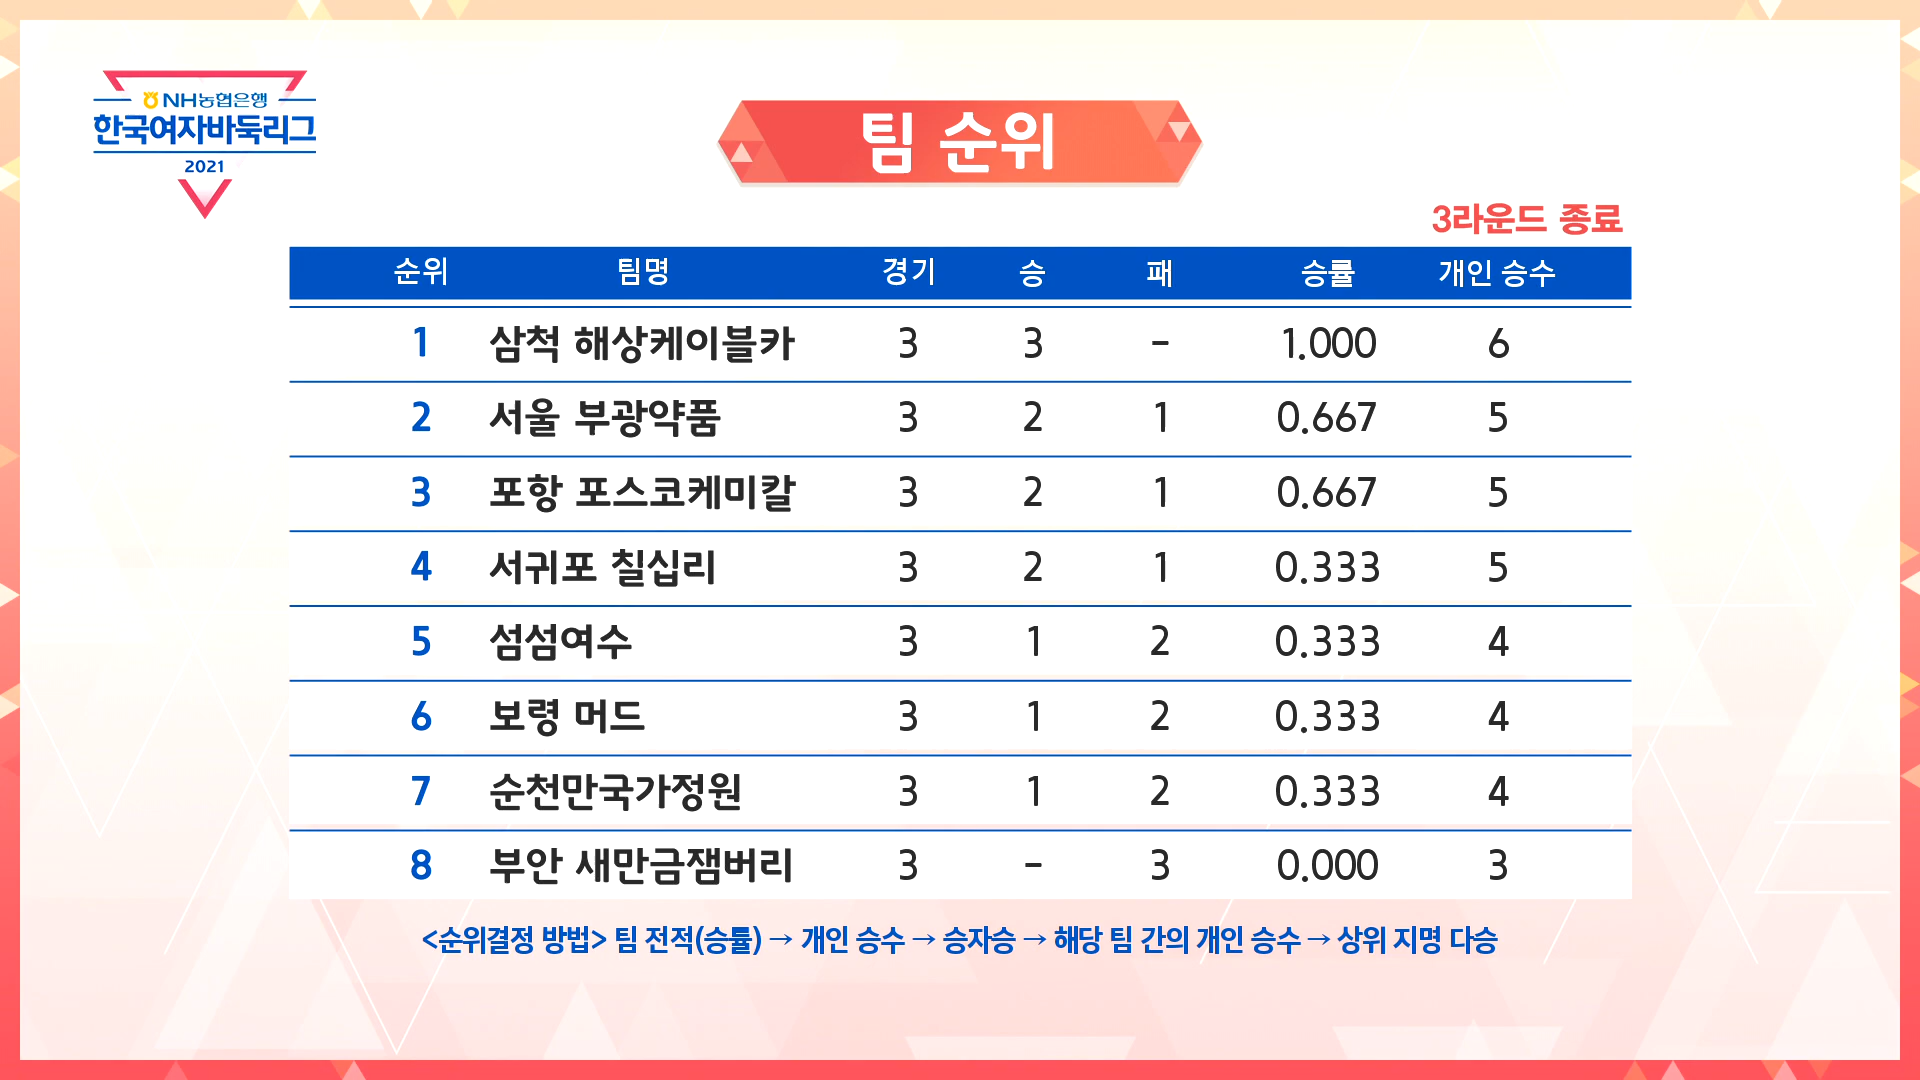 NH농협은행
한국여자바둑리그
2021
팀 순위
3라운드 종료
순위 팀명 경기 승 패 승률 개인 승수
1 삼척 해상케이블카 3 3 - 1.000 6
2 서울 부광약품 3 2 1 0.667 5
3 포항 포스코케미칼 3 2 1 0.667 5
4 서귀포 칠십리 3 2 1 0.333 5
5 섬섬여수 3 1 2 0.333 4
6 보령 머드 3 1 2 0.333 4
7 순천만국가정원 3 1 2 0.333 4
8 부안 새만금잼버리 3 - 3 0.000 3
<순위결정 방법> 팀 전적(승률) → 개인 승수 → 승자승 → 해당 팀 간의 개인 승수 → 상위 지명 다승